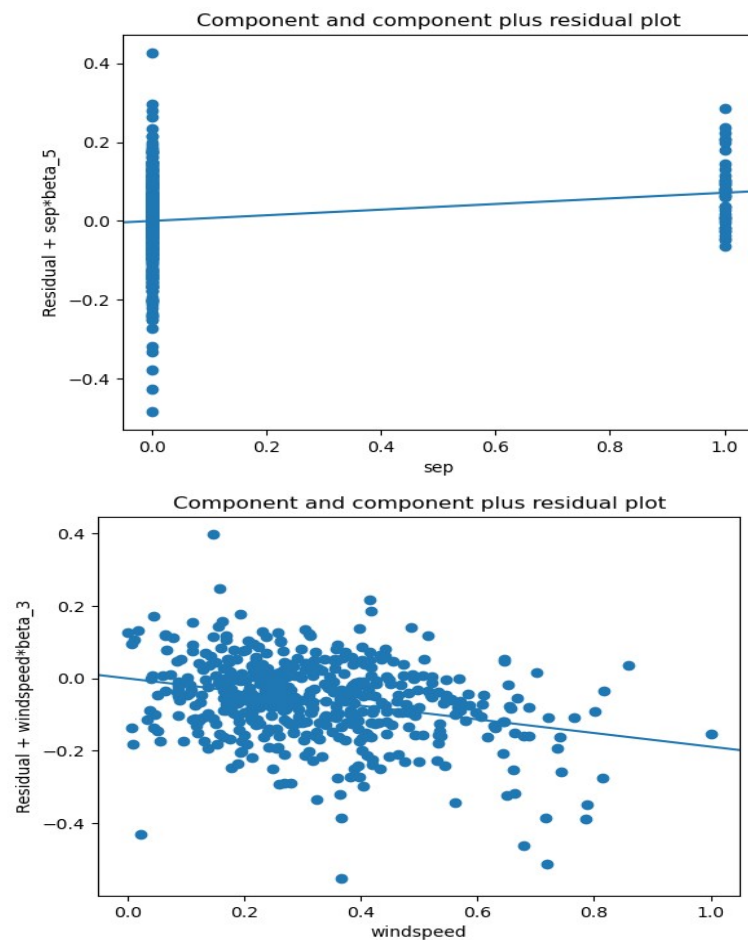 Component and component plus residual plot
Residual + sep*beta_5
0.4
0.2
0.0
−0.2
−0.4
0.0 0.2 0.4 0.6 0.8 1.0
sep
Component and component plus residual plot
Residual + windspeed*beta_3
0.4
0.2
0.0
−0.2
−0.4
0.0 0.2 0.4 0.6 0.8 1.0
windspeed